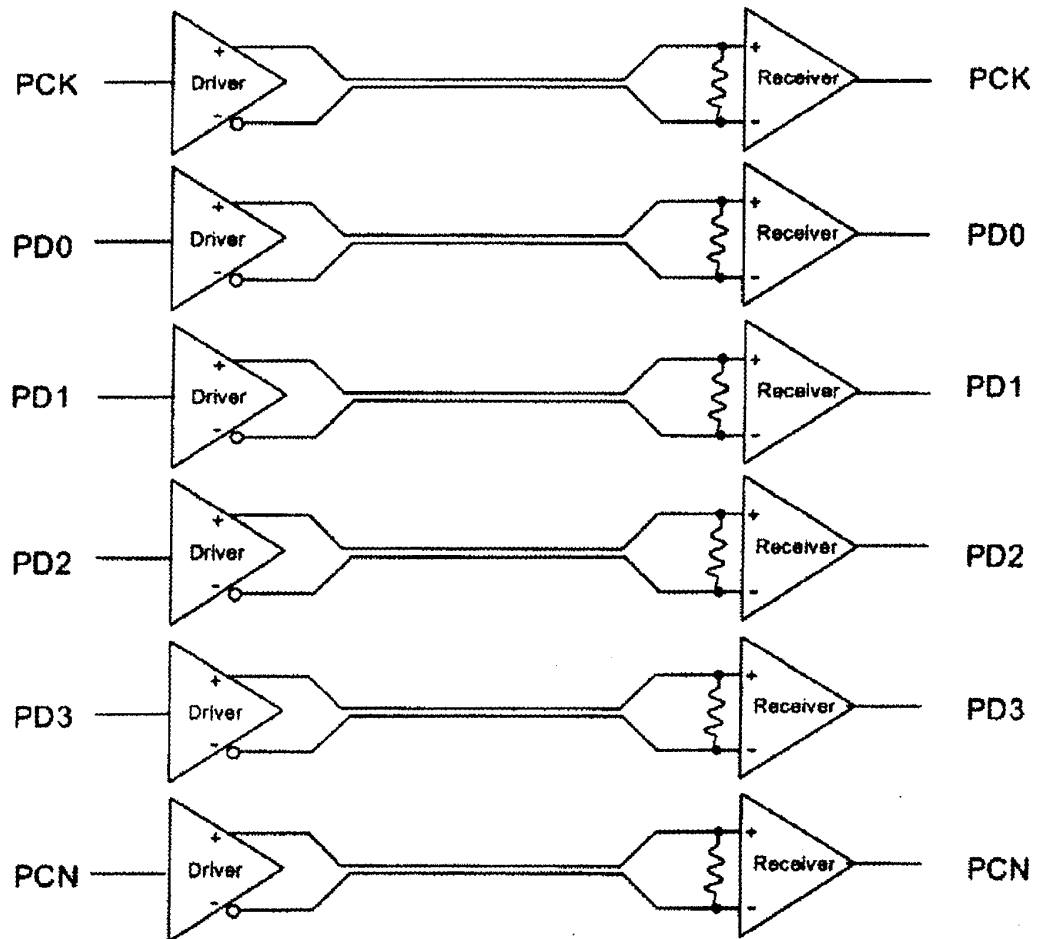 PCK + Driver - + Receiver - PCK
PD0 + Driver - + Receiver - PD0
PD1 + Driver - + Receiver - PD1
PD2 + Driver - + Receiver - PD2
PD3 + Driver - + Receiver - PD3
PCN + Driver - + Receiver - PCN